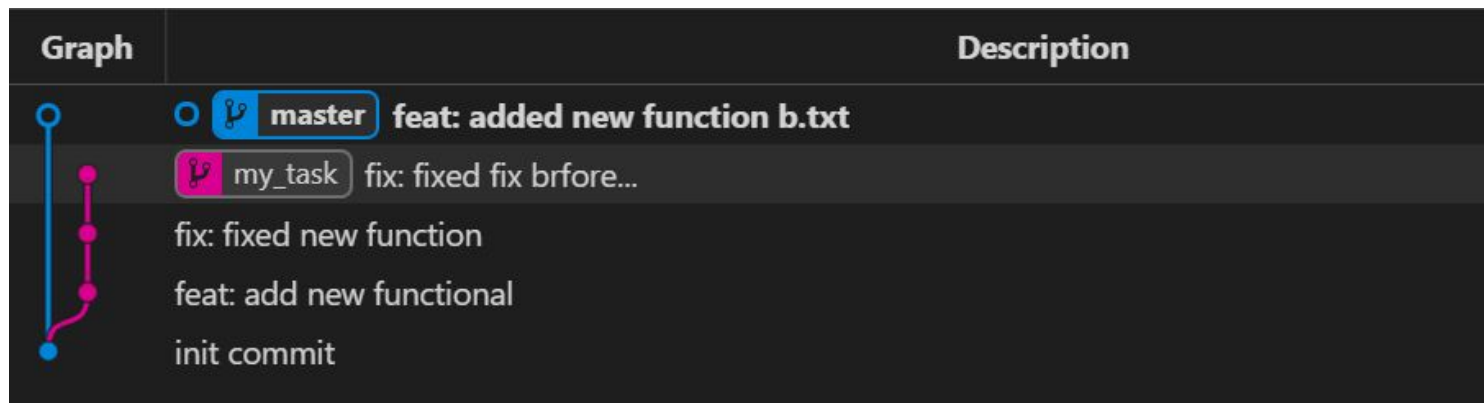 Graph Description
master feat: added new function b.txt
my_task fix: fixed fix brfore...
fix: fixed new function
feat: add new functional
init commit